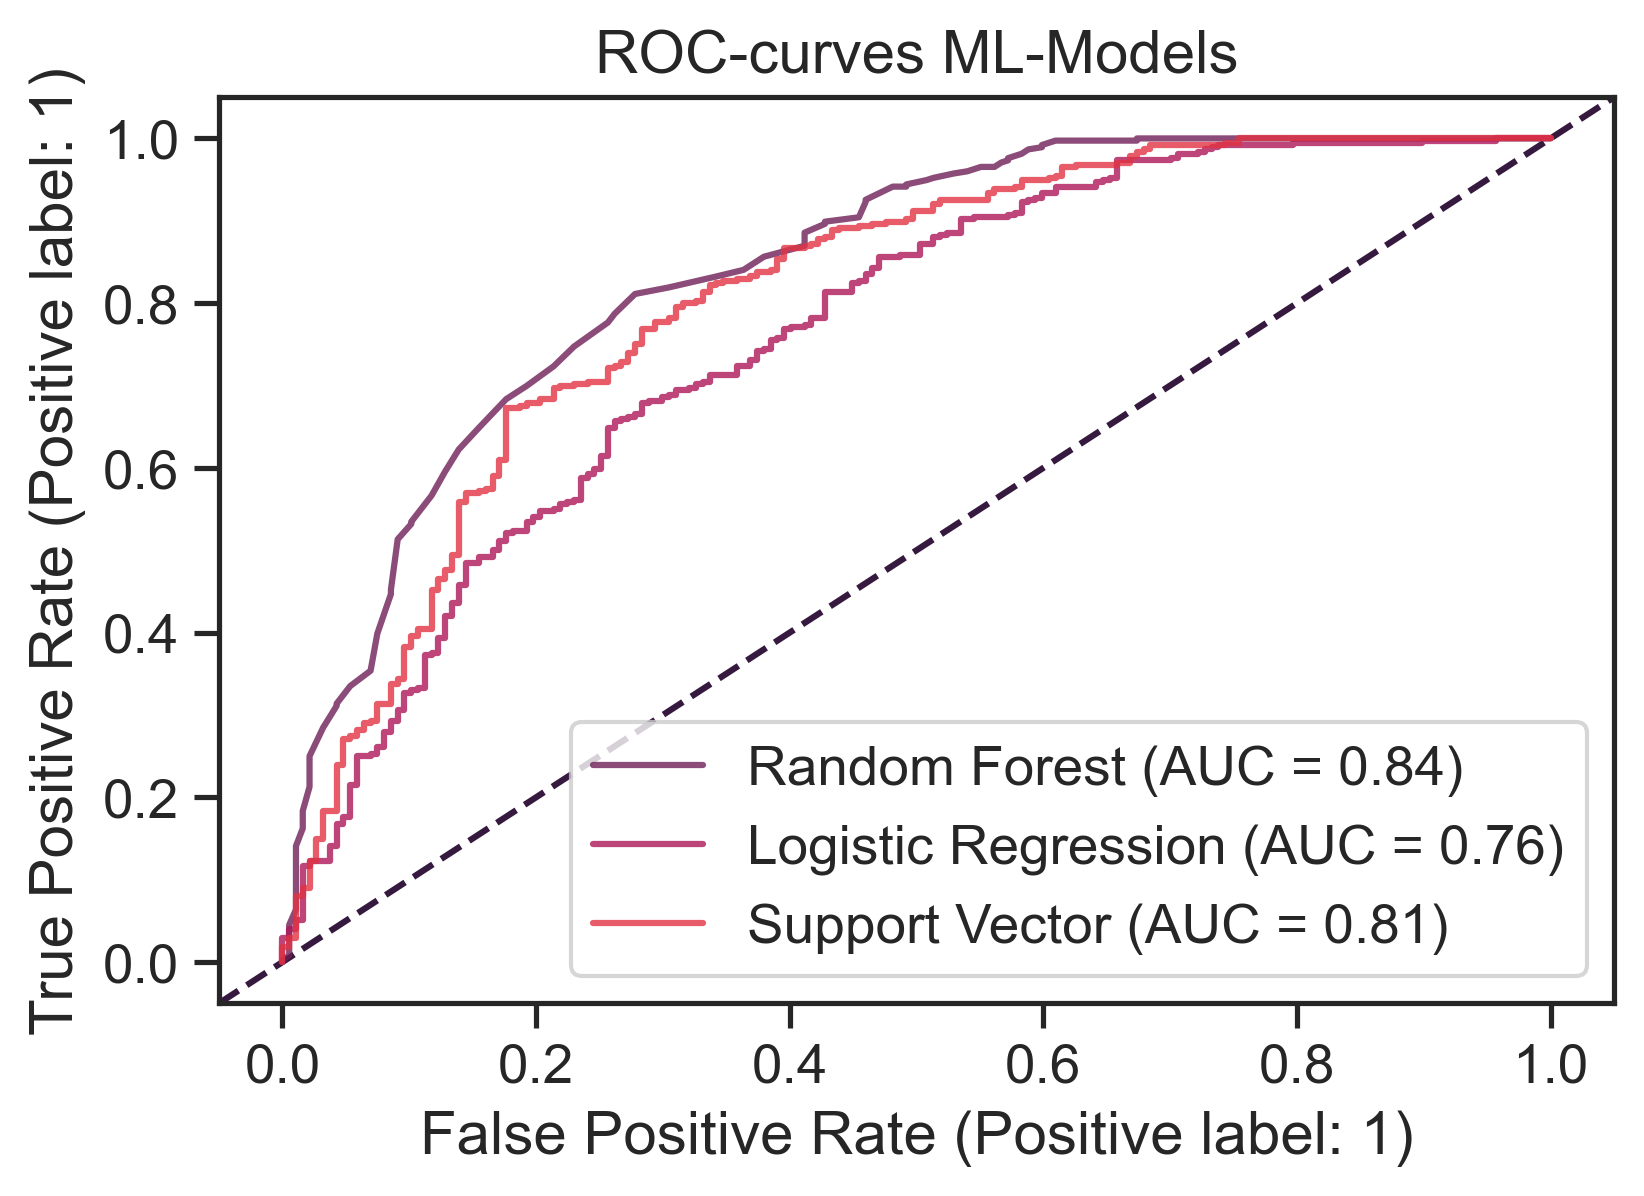 ROC-curves ML-Models
True Positive Rate (Positive label: 1)
1.0
0.8
0.6
0.4
0.2
0.0
Random Forest (AUC = 0.84)
Logistic Regression (AUC = 0.76)
Support Vector (AUC = 0.81)
0.0 0.2 0.4 0.6 0.8 1.0
False Positive Rate (Positive label: 1)